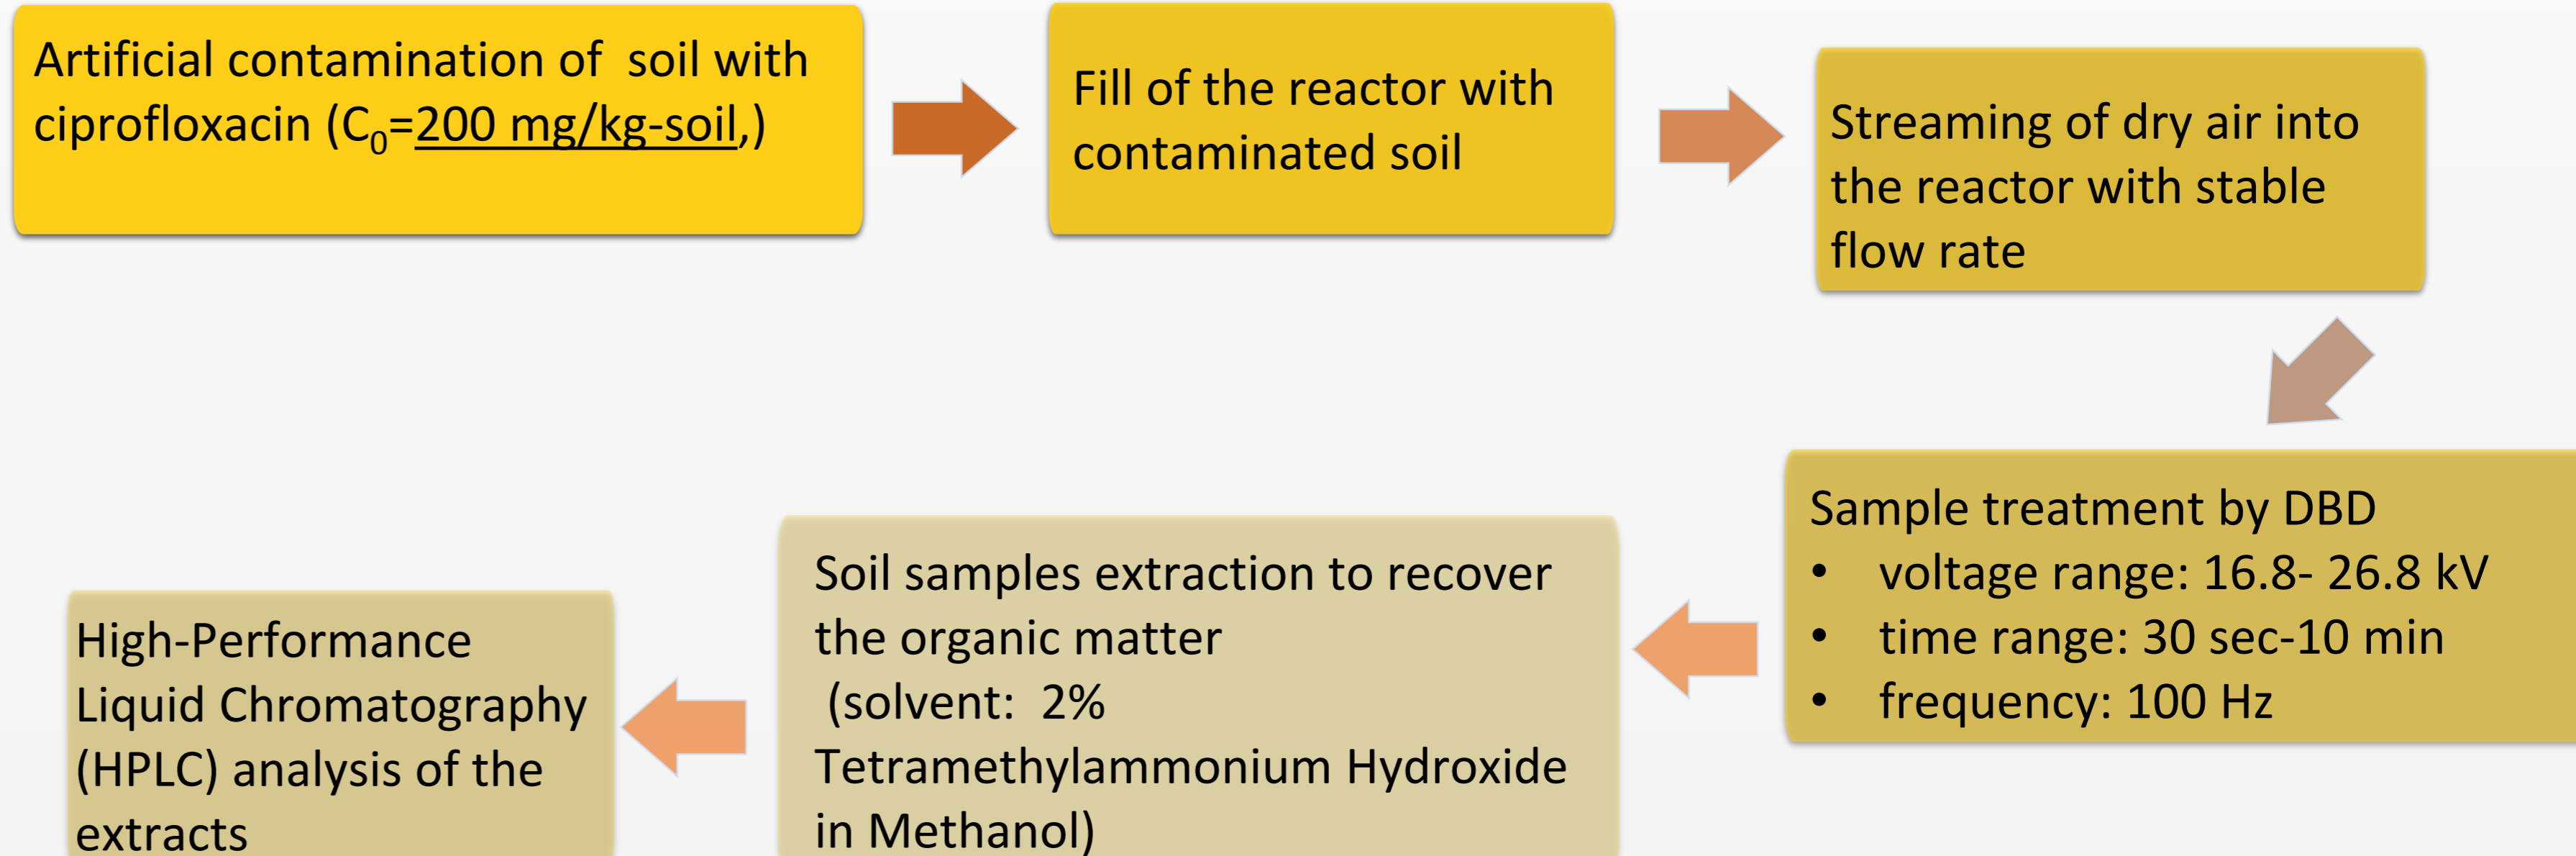 Artificial contamination of  soil with
ciprofloxacin (C₀=200 mg/kg-soil,)
Fill of the reactor with
contaminated soil
Streaming of dry air into
the reactor with stable
flow rate
Sample treatment by DBD
• voltage range: 16.8- 26.8 kV
• time range: 30 sec-10 min
• frequency: 100 Hz
Soil samples extraction to recover
the organic matter
(solvent:  2%
Tetramethylammonium Hydroxide
in Methanol)
High-Performance
Liquid Chromatography
(HPLC) analysis of the
extracts